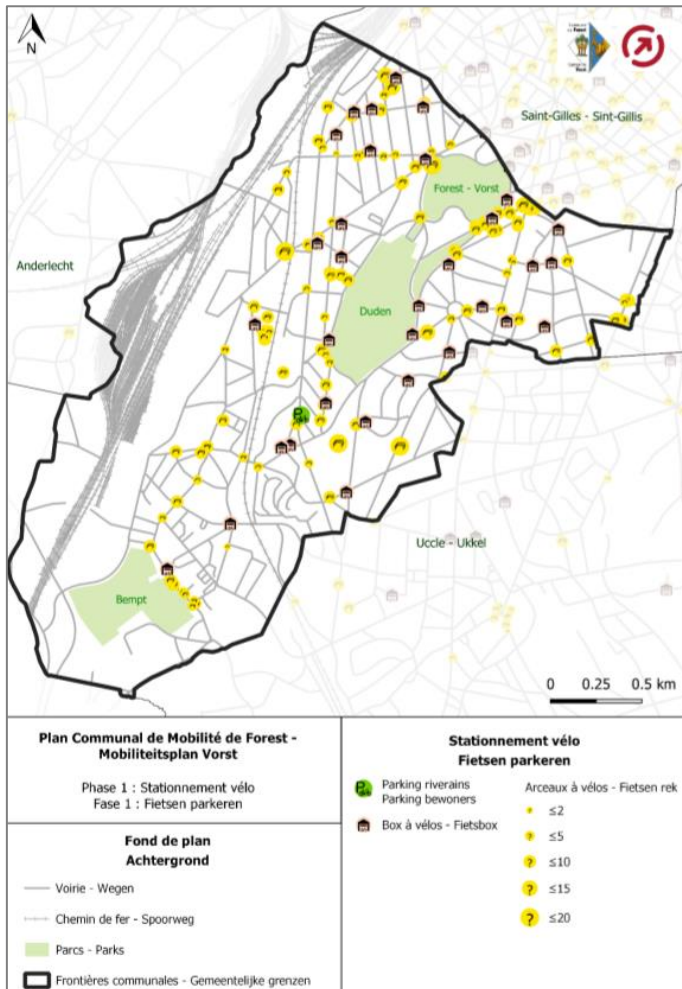 N
Saint-Gilles - Sint-Gillis
Forest - Vorst
Anderlecht
Duden
Uccle - Ukkel
Bempt
0 0.25 0.5 km
Plan Communal de Mobilité de Forest -
Mobiliteitsplan Vorst
Phase 1 : Stationnement vélo
Fase 1 : Fietsen parkeren
Fond de plan
Achtergrond
Voirie - Wegen
Chemin de fer - Spoorweg
Parcs - Parks
Frontières communales - Gemeentelijke grenzen
Stationnement vélo
Fietsen parkeren
Parking riverains
Parking bewoners
Box à vélos - Fietsbox
Arceaux à vélos - Fietsen rek
? ≤2
? ≤5
? ≤10
? ≤15
? ≤20